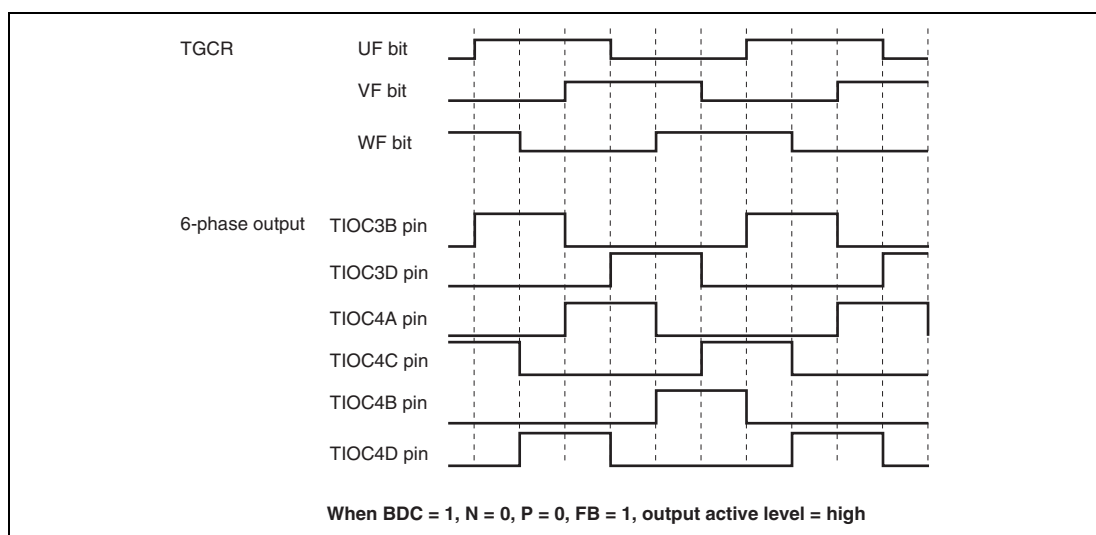 TGCR UF bit
VF bit
WF bit
6-phase output TIOC3B pin
TIOC3D pin
TIOC4A pin
TIOC4C pin
TIOC4B pin
TIOC4D pin
When BDC = 1, N = 0, P = 0, FB = 1, output active level = high